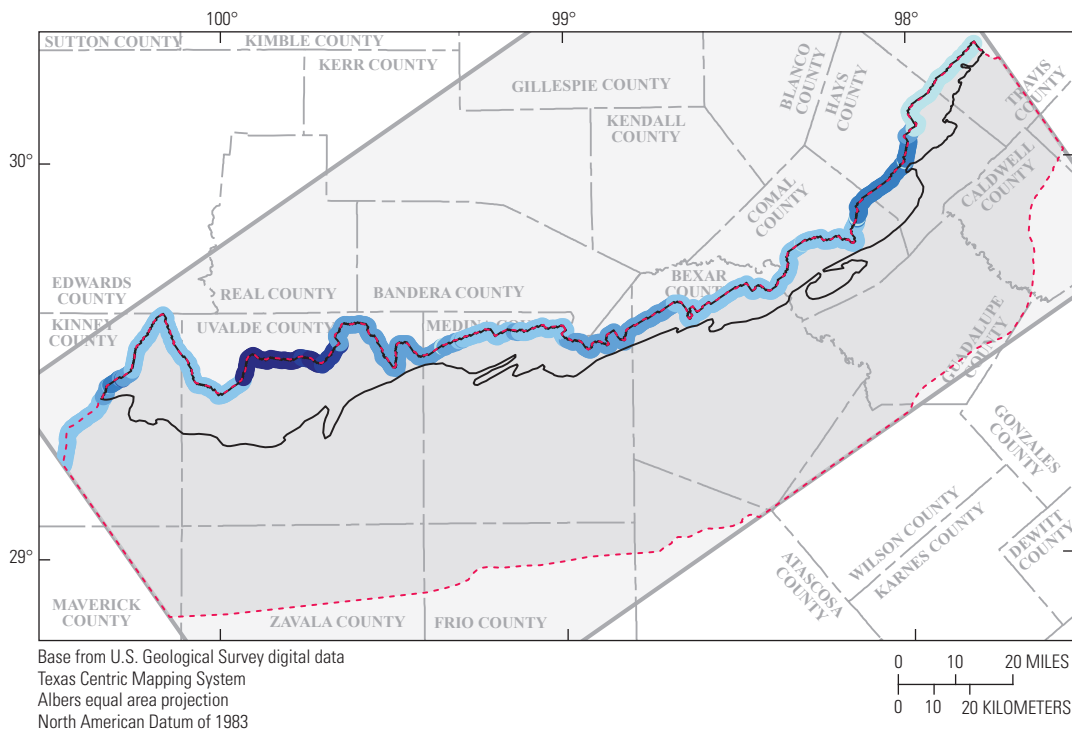 100°
99°
98°
SUTTON COUNTY
KIMBLE COUNTY
KERR COUNTY
GILLESPIE COUNTY
KENDALL
COUNTY
BLANCO
COUNTY
HAYS
COUNTY
TRAVIS
COUNTY
30°
CALDWELL
COUNTY
COMAL
COUNTY
EDWARDS
COUNTY
REAL COUNTY
BANDERA COUNTY
BEXAR
COUNTY
KINNEY
COUNTY
UVALDE COUNTY
MEDINA COUNTY
GUADALUPE
COUNTY
GONZALES
COUNTY
29°
WILSON COUNTY
KARNES COUNTY
DEWITT
COUNTY
ATASCOSA
COUNTY
MAVERICK
COUNTY
ZAVALA COUNTY
FRIO COUNTY
Base from U.S. Geological Survey digital data
Texas Centric Mapping System
Albers equal area projection
North American Datum of 1983
0 10 20 MILES
0 10 20 KILOMETERS